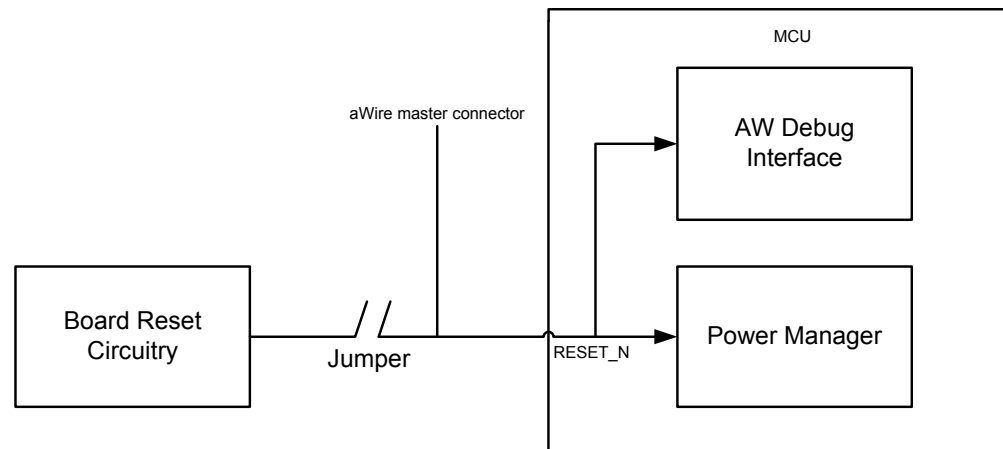 MCU
aWire master connector
AW Debug
Interface
Board Reset
Circuitry
Jumper
RESET_N
Power Manager